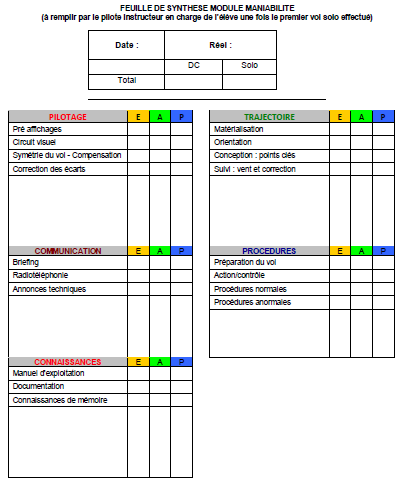 FEUILLE DE SYNTHESE MODULE MANIABILITE
(à remplir par le pilote instructeur en charge de l'élève une fois le premier vol solo effectué)
Date : Réel :
DC Solo
Total
PILOTAGE E A P
Pré affichages
Circuit visuel
Symétrie du vol - Compensation
Correction des écarts
TRAJECTOIRE E A P
Matérialisation
Orientation
Conception : points clés
Suivi : vent et correction
COMMUNICATION E A P
Briefing
Radiotéléphonie
Annonces techniques
PROCEDURES E A P
Préparation du vol
Action/contrôle
Procédures normales
Procédures anormales
CONNAISSANCES E A P
Manuel d'exploitation
Documentation
Connaissances de mémoire